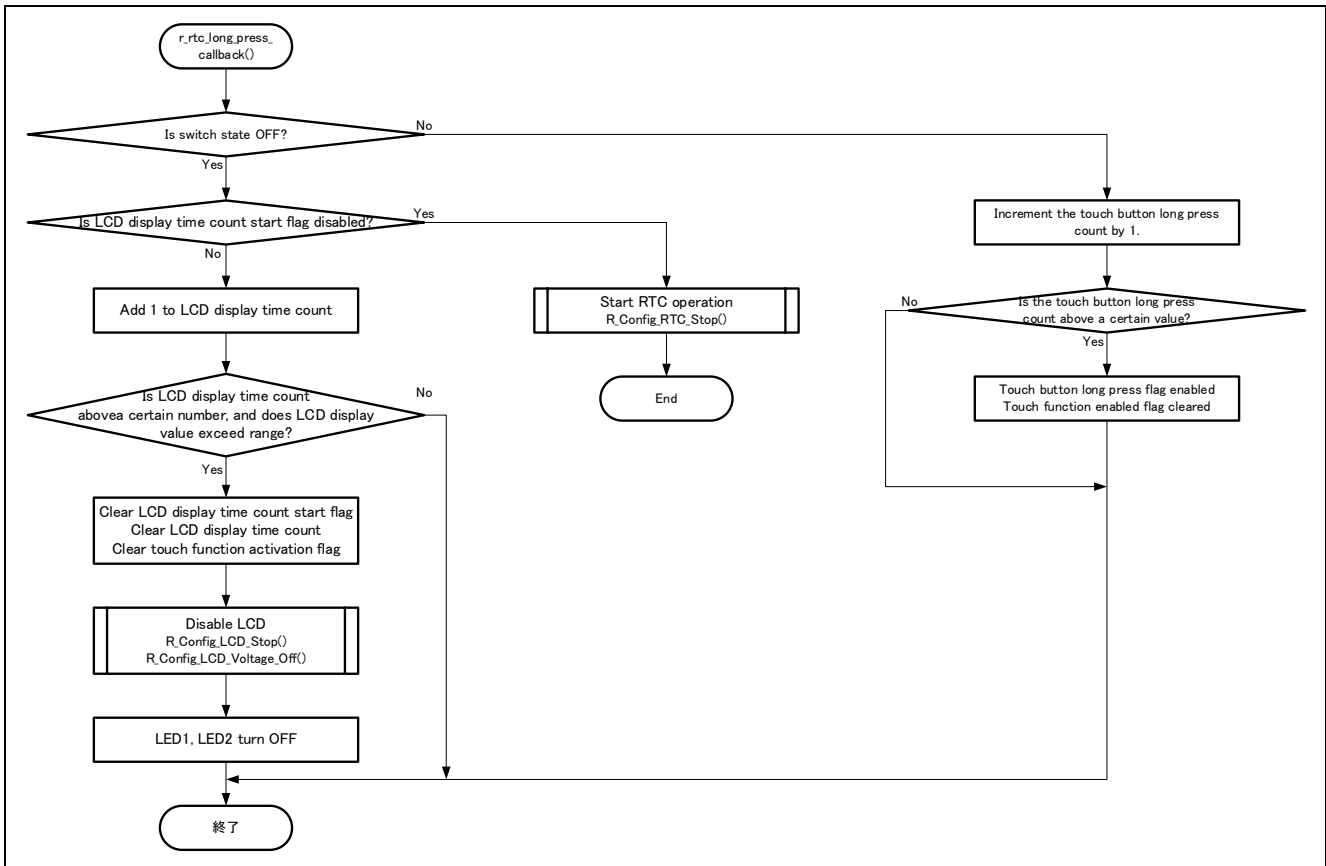 r_rtc_long_press_
callback()
Is switch state OFF?
No
Yes
Is LCD display time count start flag disabled?
Yes
No
Increment the touch button long press
count by 1.
Add 1 to LCD display time count
Start RTC operation
R_Config_RTC_Stop()
No
Is the touch button long press
count above a certain value?
Yes
Is LCD display time count
abovea certain number, and does LCD display
value exceed range?
No
Yes
End
Touch button long press flag enabled
Touch function enabled flag cleared
Clear LCD display time count start flag
Clear LCD display time count
Clear touch function activation flag
Disable LCD
R_Config_LCD_Stop()
R_Config_LCD_Voltage_Off()
LED1, LED2 turn OFF
終了